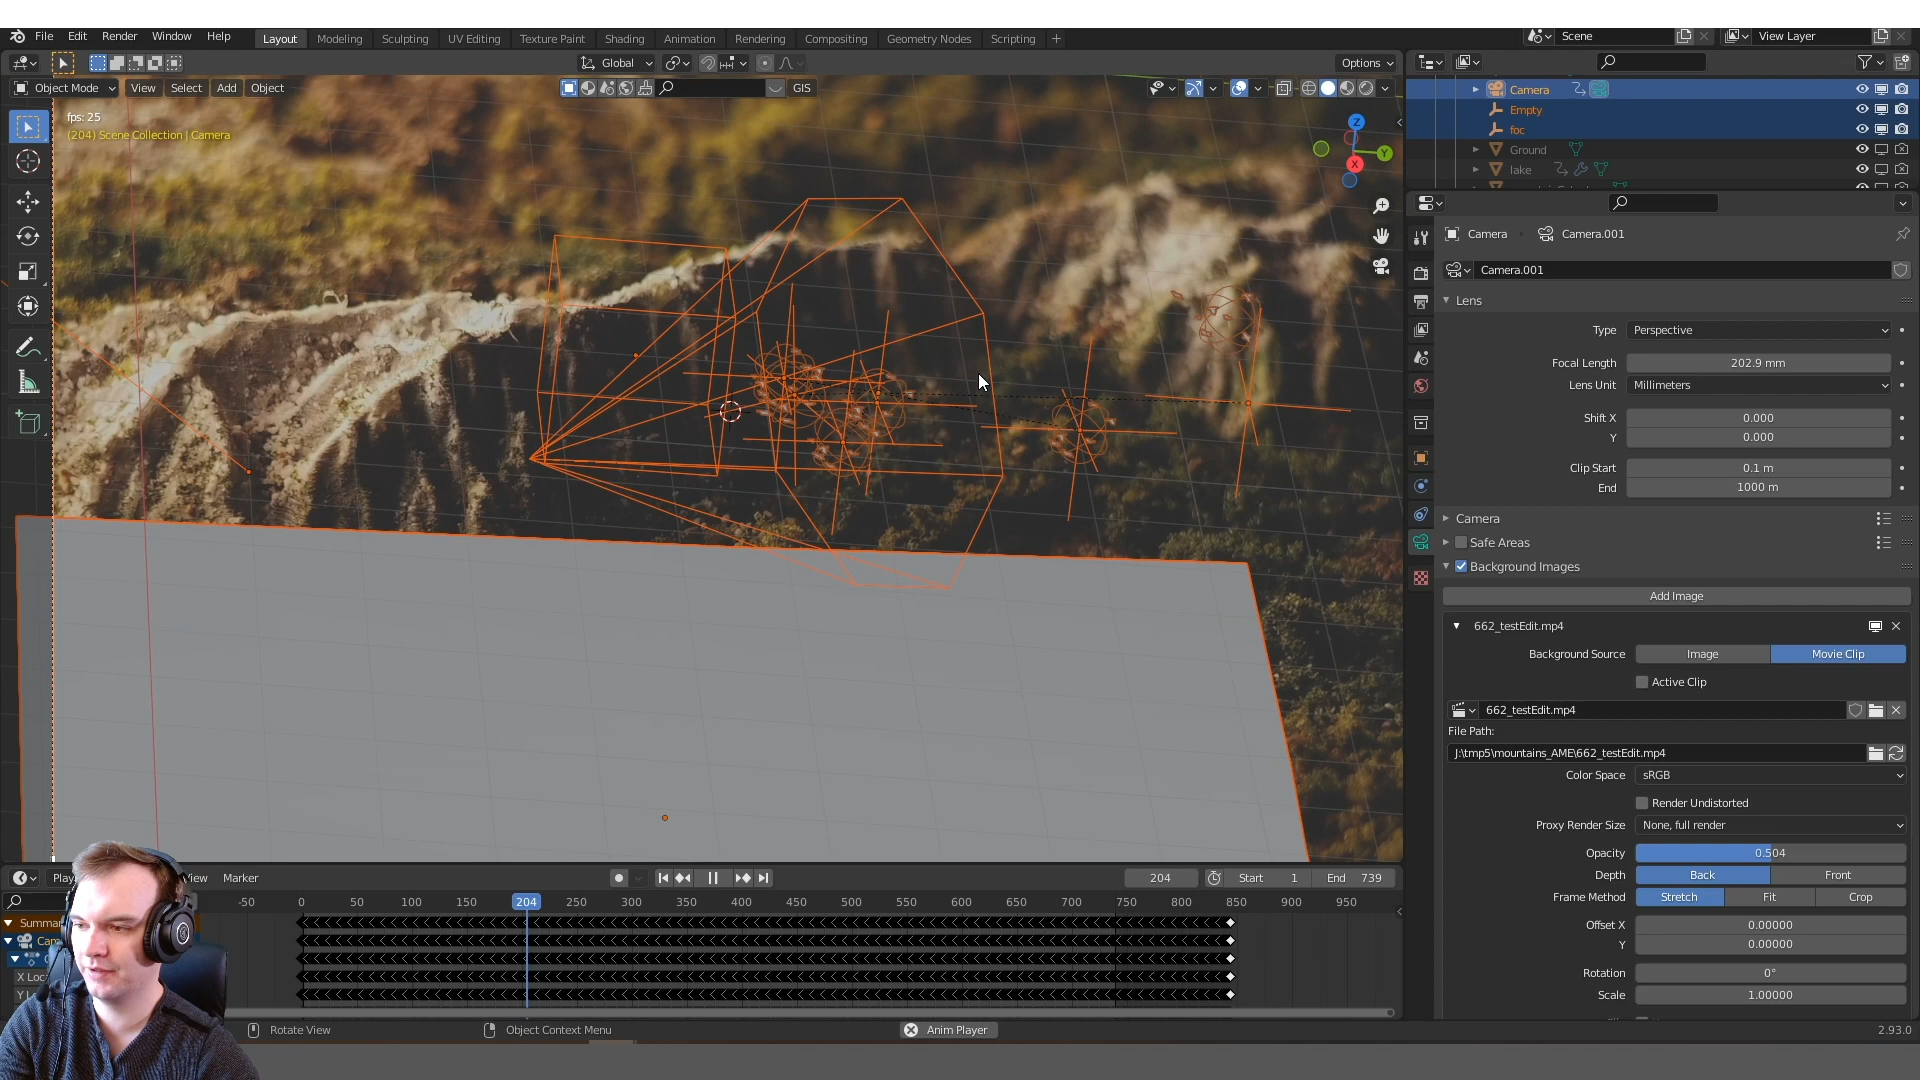 File Edit Render Window Help
Layout Modeling Sculpting UV Editing Texture Paint Shading Animation Rendering Compositing Geometry Nodes Scripting +
Scene View Layer
Global Options
Object Mode View Select Add Object GIS
fps: 25
(204) Scene Collection | Camera
Z
Y
X
Camera
Empty
foc
Ground
lake
Camera Camera.001
Camera.001
Lens
Type Perspective
Focal Length 202.9 mm
Lens Unit Millimeters
Shift X 0.000
Y 0.000
Clip Start 0.1 m
End 1000 m
Camera
Safe Areas
Background Images
Add Image
662_testEdit.mp4
Background Source Image Movie Clip
Active Clip
662_testEdit.mp4
File Path:
J:\tmp5\mountains_AME\662_testEdit.mp4
Color Space sRGB
Render Undistorted
Proxy Render Size None, full render
Opacity 0.504
Depth Back Front
Frame Method Stretch Fit Crop
Offset X 0.00000
Y 0.00000
Rotation 0°
Scale 1.00000
Marker
204 Start 1 End 739
-50 0 50 100 150 204 250 300 350 400 450 500 550 600 650 700 750 800 850 900 950
Rotate View Object Context Menu Anim Player 2.93.0